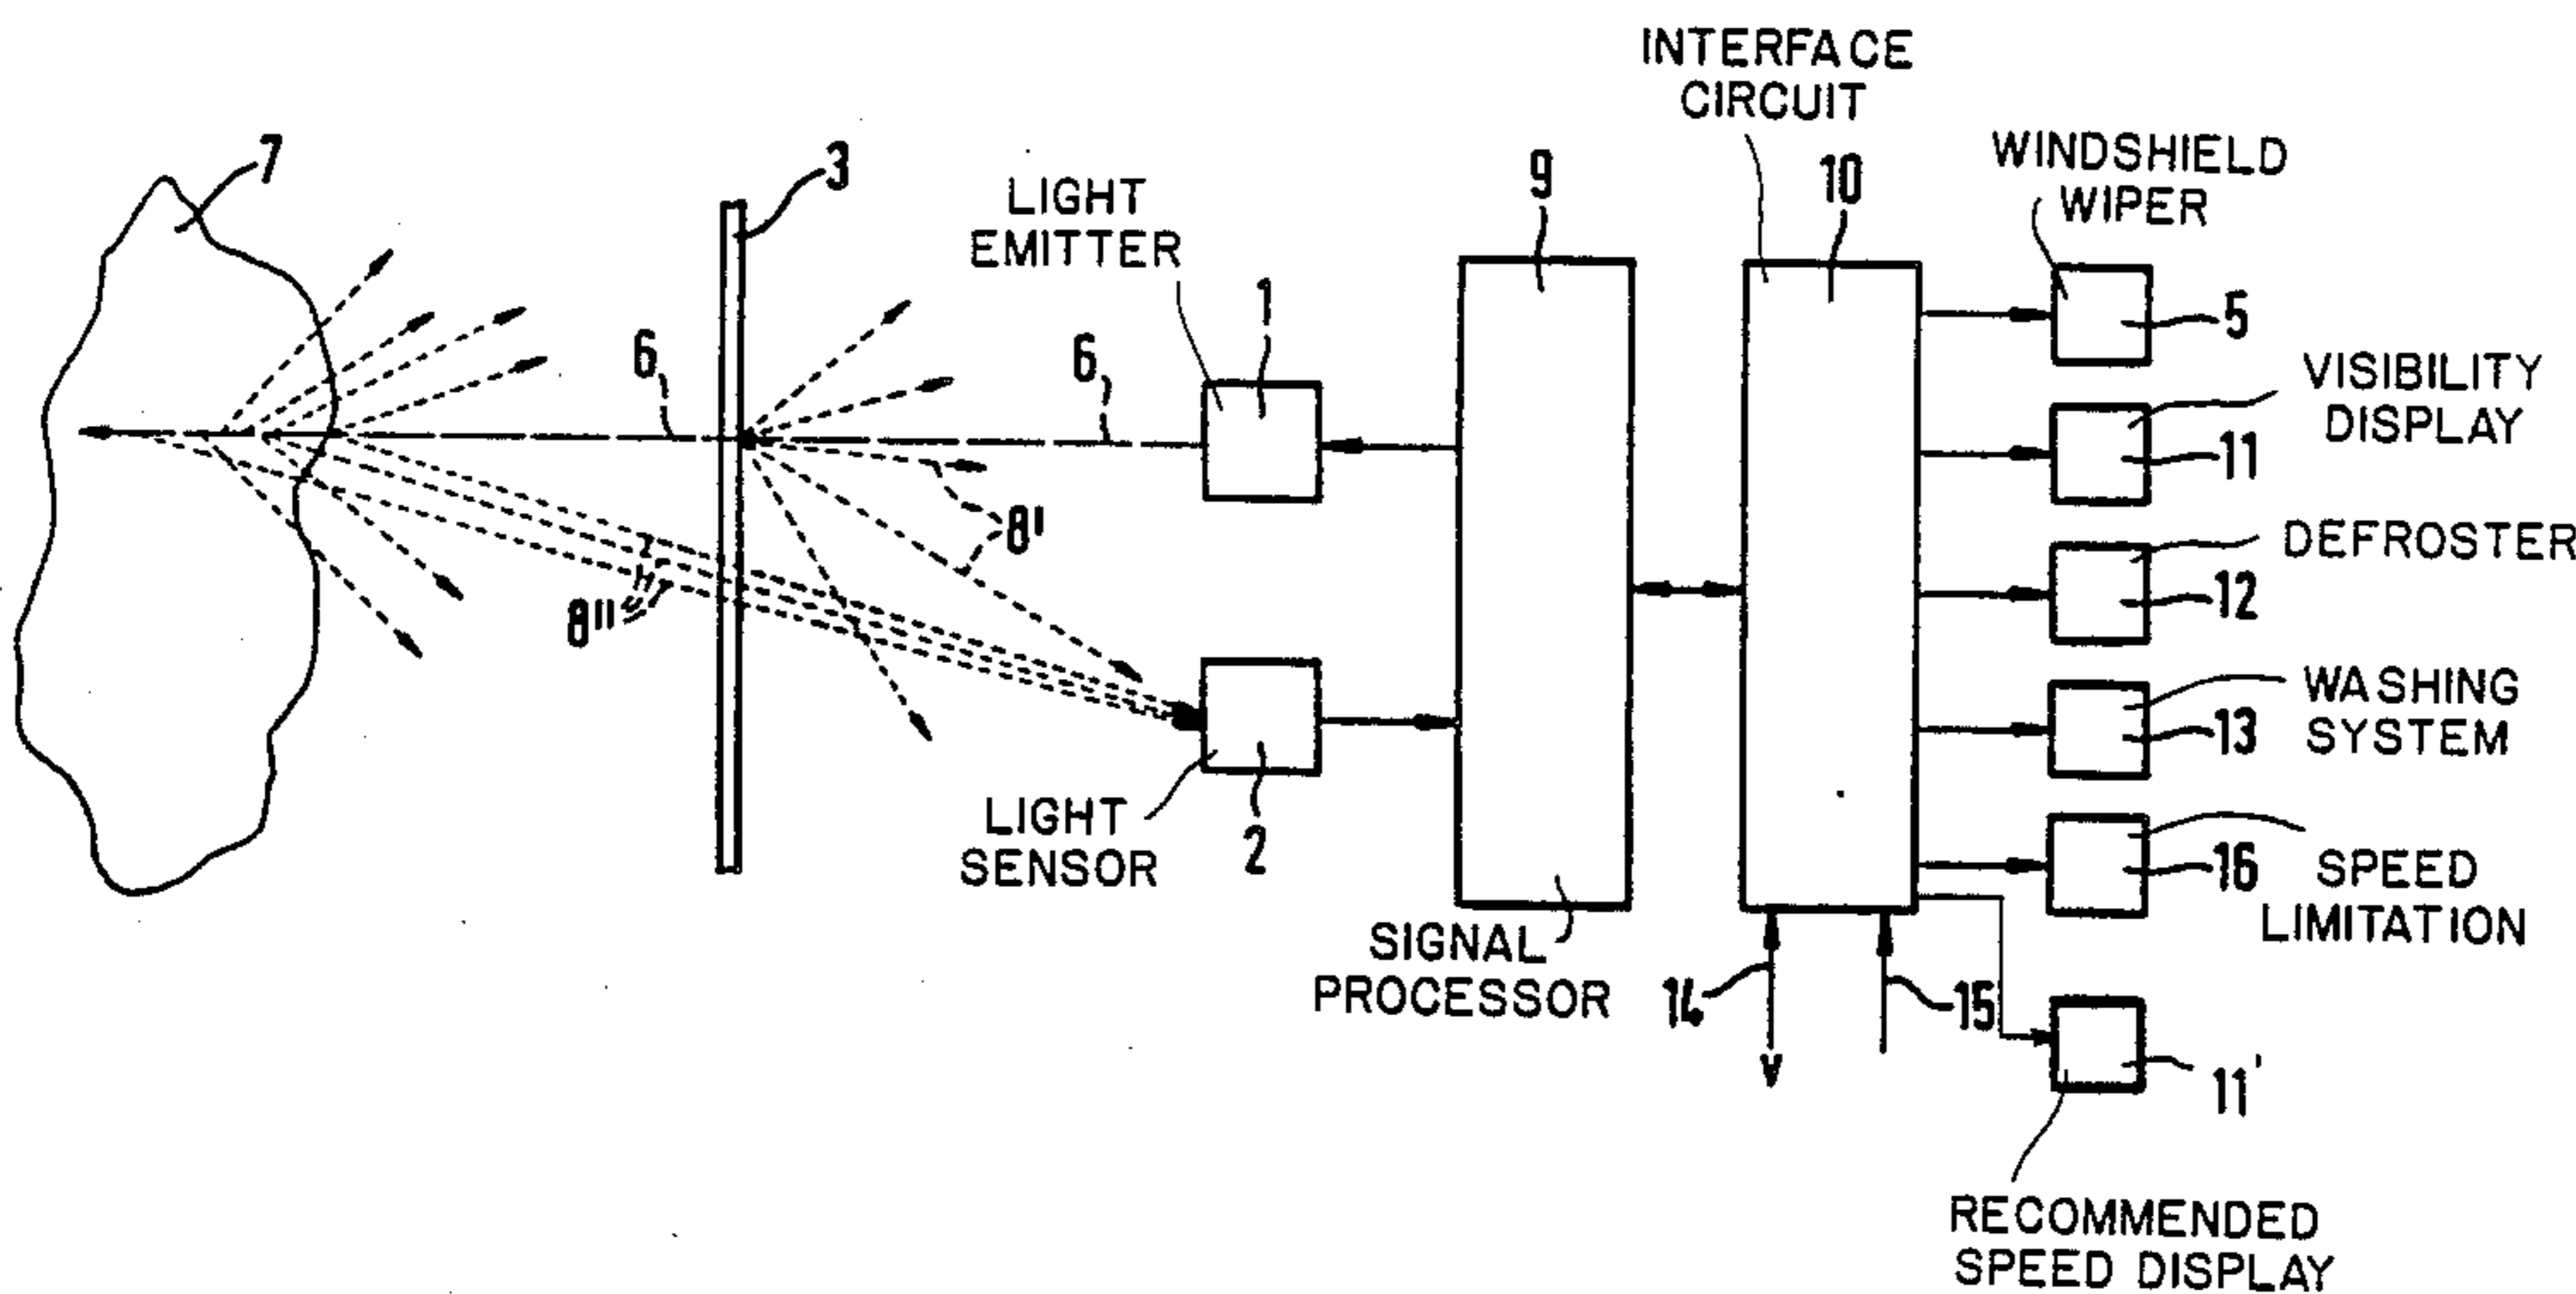 INTERFACE
CIRCUIT
7
3
LIGHT
EMITTER
1
9
10
WINDSHIELD
WIPER
5
6
6
VISIBILITY
DISPLAY
11
8'
8"
DEFROSTER
12
WASHING
SYSTEM
13
LIGHT
SENSOR
2
SPEED
LIMITATION
16
SIGNAL
PROCESSOR
14
15
V
11'
RECOMMENDED
SPEED DISPLAY